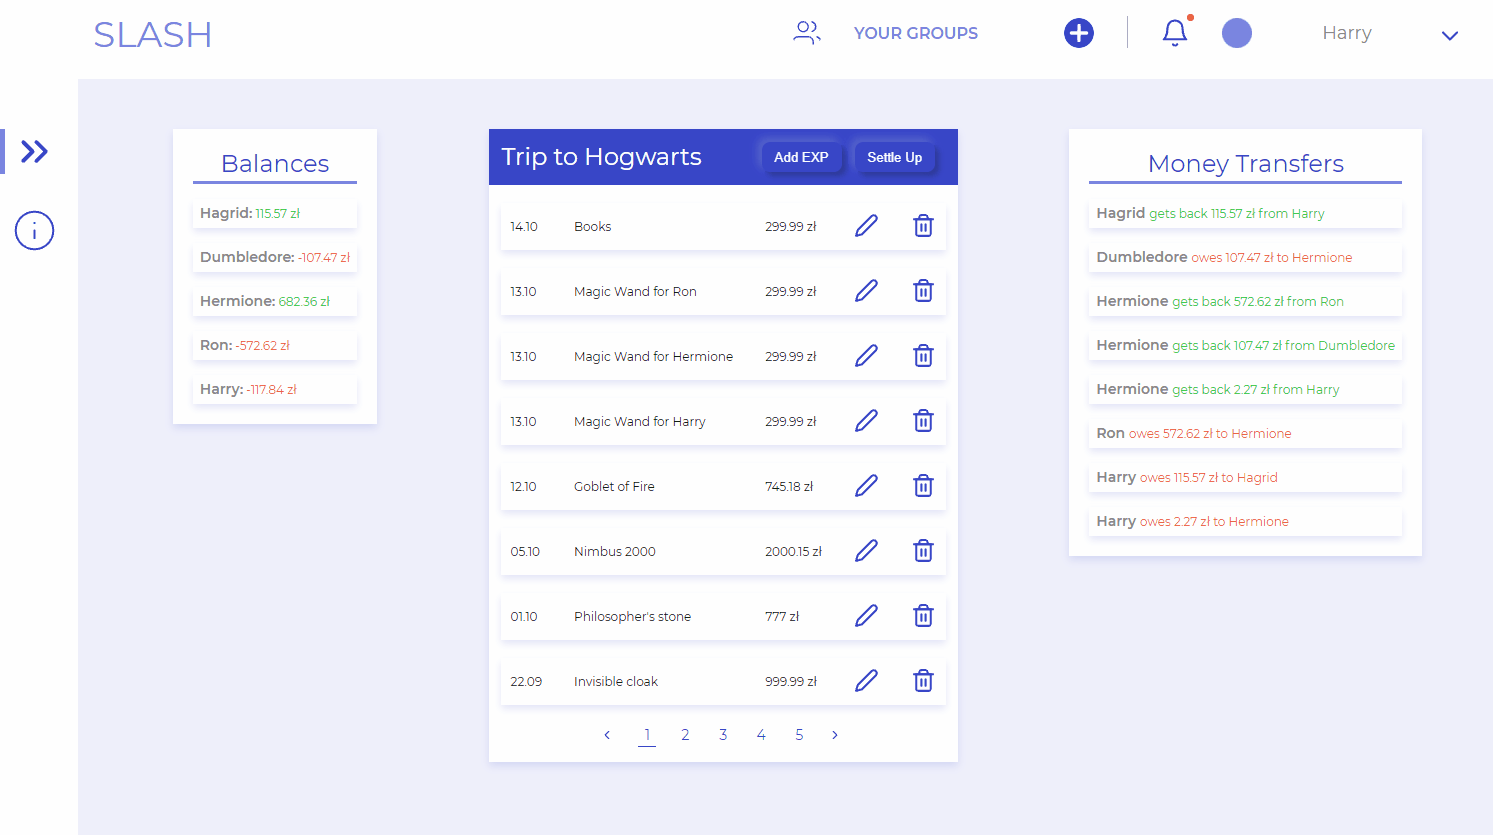 SLASH
YOUR GROUPS
Harry
Balances
Hagrid: 115.57 zł
Dumbledore: -107.47 zł
Hermione: 682.36 zł
Ron: -572.62 zł
Harry: -117.84 zł
Trip to Hogwarts
Add EXP
Settle Up
14.10 Books 299.99 zł
13.10 Magic Wand for Ron 299.99 zł
13.10 Magic Wand for Hermione 299.99 zł
13.10 Magic Wand for Harry 299.99 zł
12.10 Goblet of Fire 745.18 zł
05.10 Nimbus 2000 2000.15 zł
01.10 Philosopher's stone 777 zł
22.09 Invisible cloak 999.99 zł
1 2 3 4 5
Money Transfers
Hagrid gets back 115.57 zł from Harry
Dumbledore owes 107.47 zł to Hermione
Hermione gets back 572.62 zł from Ron
Hermione gets back 107.47 zł from Dumbledore
Hermione gets back 2.27 zł from Harry
Ron owes 572.62 zł to Hermione
Harry owes 115.57 zł to Hagrid
Harry owes 2.27 zł to Hermione